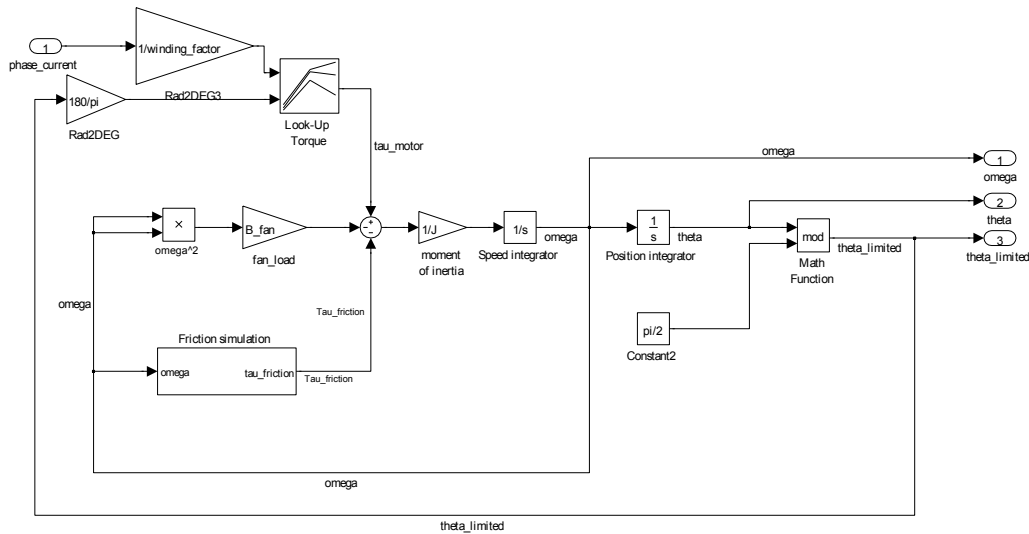 1
phase_current
1/winding_factor
180/pi
Rad2DEG
Rad2DEG3
Look-Up
Torque
tau_motor
omega
1
omega
×
omega^2
B_fan
fan_load
+
−
−
1/J
moment
of inertia
1/s
Speed integrator
omega
1
s
Position integrator
theta
mod
Math
Function
theta_limited
2
theta
3
theta_limited
omega
Tau_friction
pi/2
Constant2
Friction simulation
omega
tau_friction
Tau_friction
omega
theta_limited